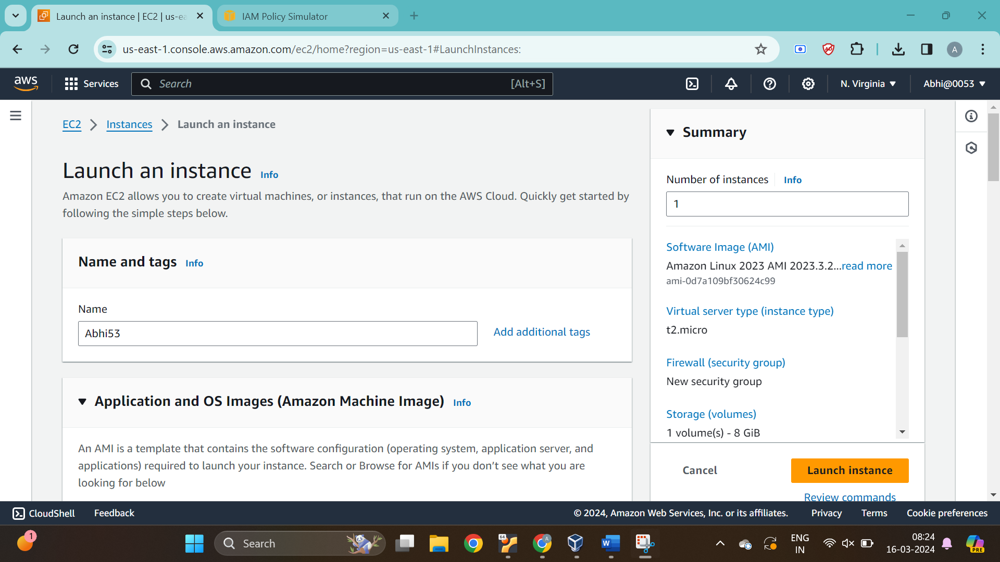 Launch an instance | EC2 | us-ea
IAM Policy Simulator
us-east-1.console.aws.amazon.com/ec2/home?region=us-east-1#LaunchInstances:
A
aws
Services
Search
[Alt+S]
N. Virginia
Abhi@0053
EC2
Instances
Launch an instance
Launch an instance Info
Amazon EC2 allows you to create virtual machines, or instances, that run on the AWS Cloud. Quickly get started by
following the simple steps below.
Name and tags Info
Name
Abhi53
Add additional tags
Application and OS Images (Amazon Machine Image) Info
An AMI is a template that contains the software configuration (operating system, application server, and
applications) required to launch your instance. Search or Browse for AMIs if you don’t see what you are
looking for below
Summary
Number of instances Info
1
Software Image (AMI)
Amazon Linux 2023 AMI 2023.3.2...read more
ami-0d7a109bf30624c99
Virtual server type (instance type)
t2.micro
Firewall (security group)
New security group
Storage (volumes)
1 volume(s) - 8 GiB
Cancel
Launch instance
Review commands
CloudShell
Feedback
© 2024, Amazon Web Services, Inc. or its affiliates.
Privacy
Terms
Cookie preferences
1
Search
64
A
W
ENG
IN
08:24
16-03-2024
PRE